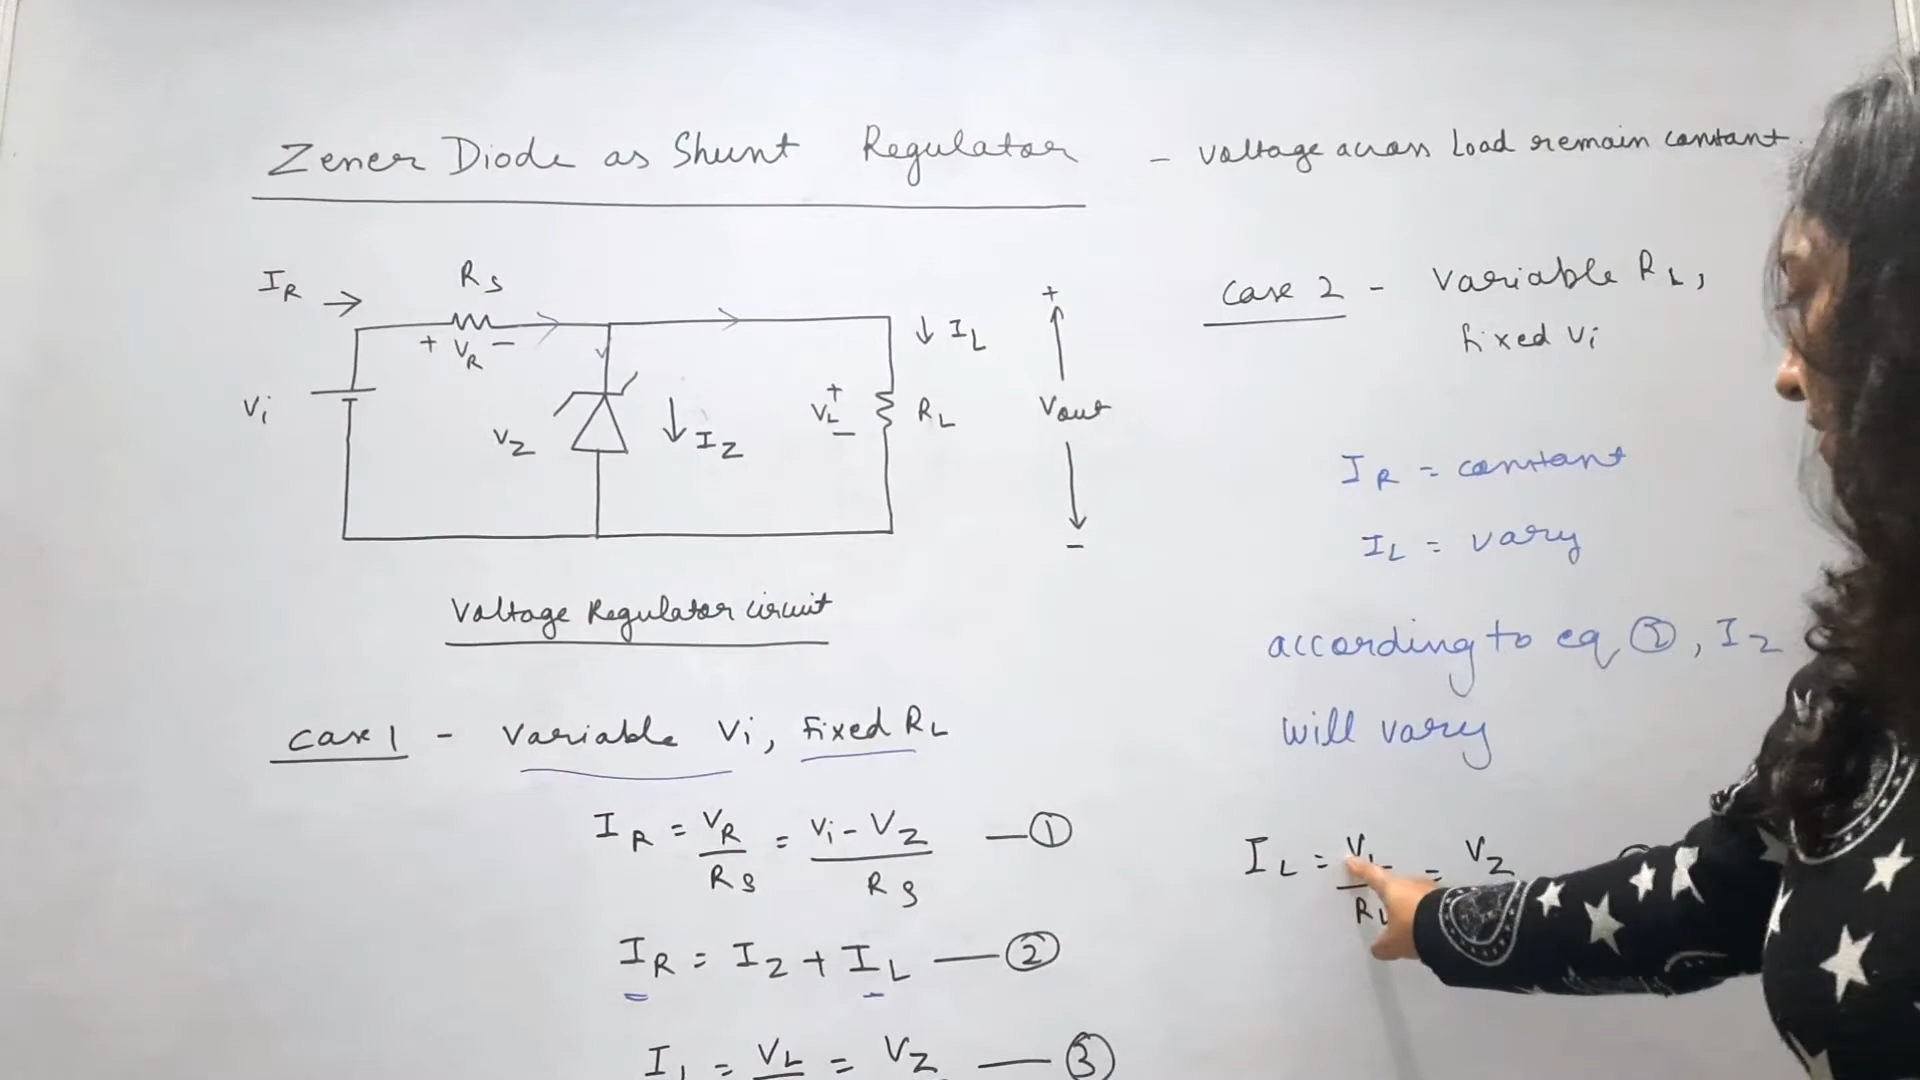 Zener Diode as Shunt Regulator - Voltage across Load remain constant.
IR →
RS
+ VR -
Vi
VZ
↓ IZ
+
VL
-
↓ IL
RL
+
Vout
-
Voltage Regulator circuit
Case 1 - Variable Vi, Fixed RL
IR = VR/RS = Vi - VZ/RS — ①
IR = IZ + IL — ②
IL = VL = VZ — ③
Case 2 - Variable RL,
fixed Vi
IR = constant
IL = vary
according to eq ②, IZ
will vary
IL = VL/RL = VZ